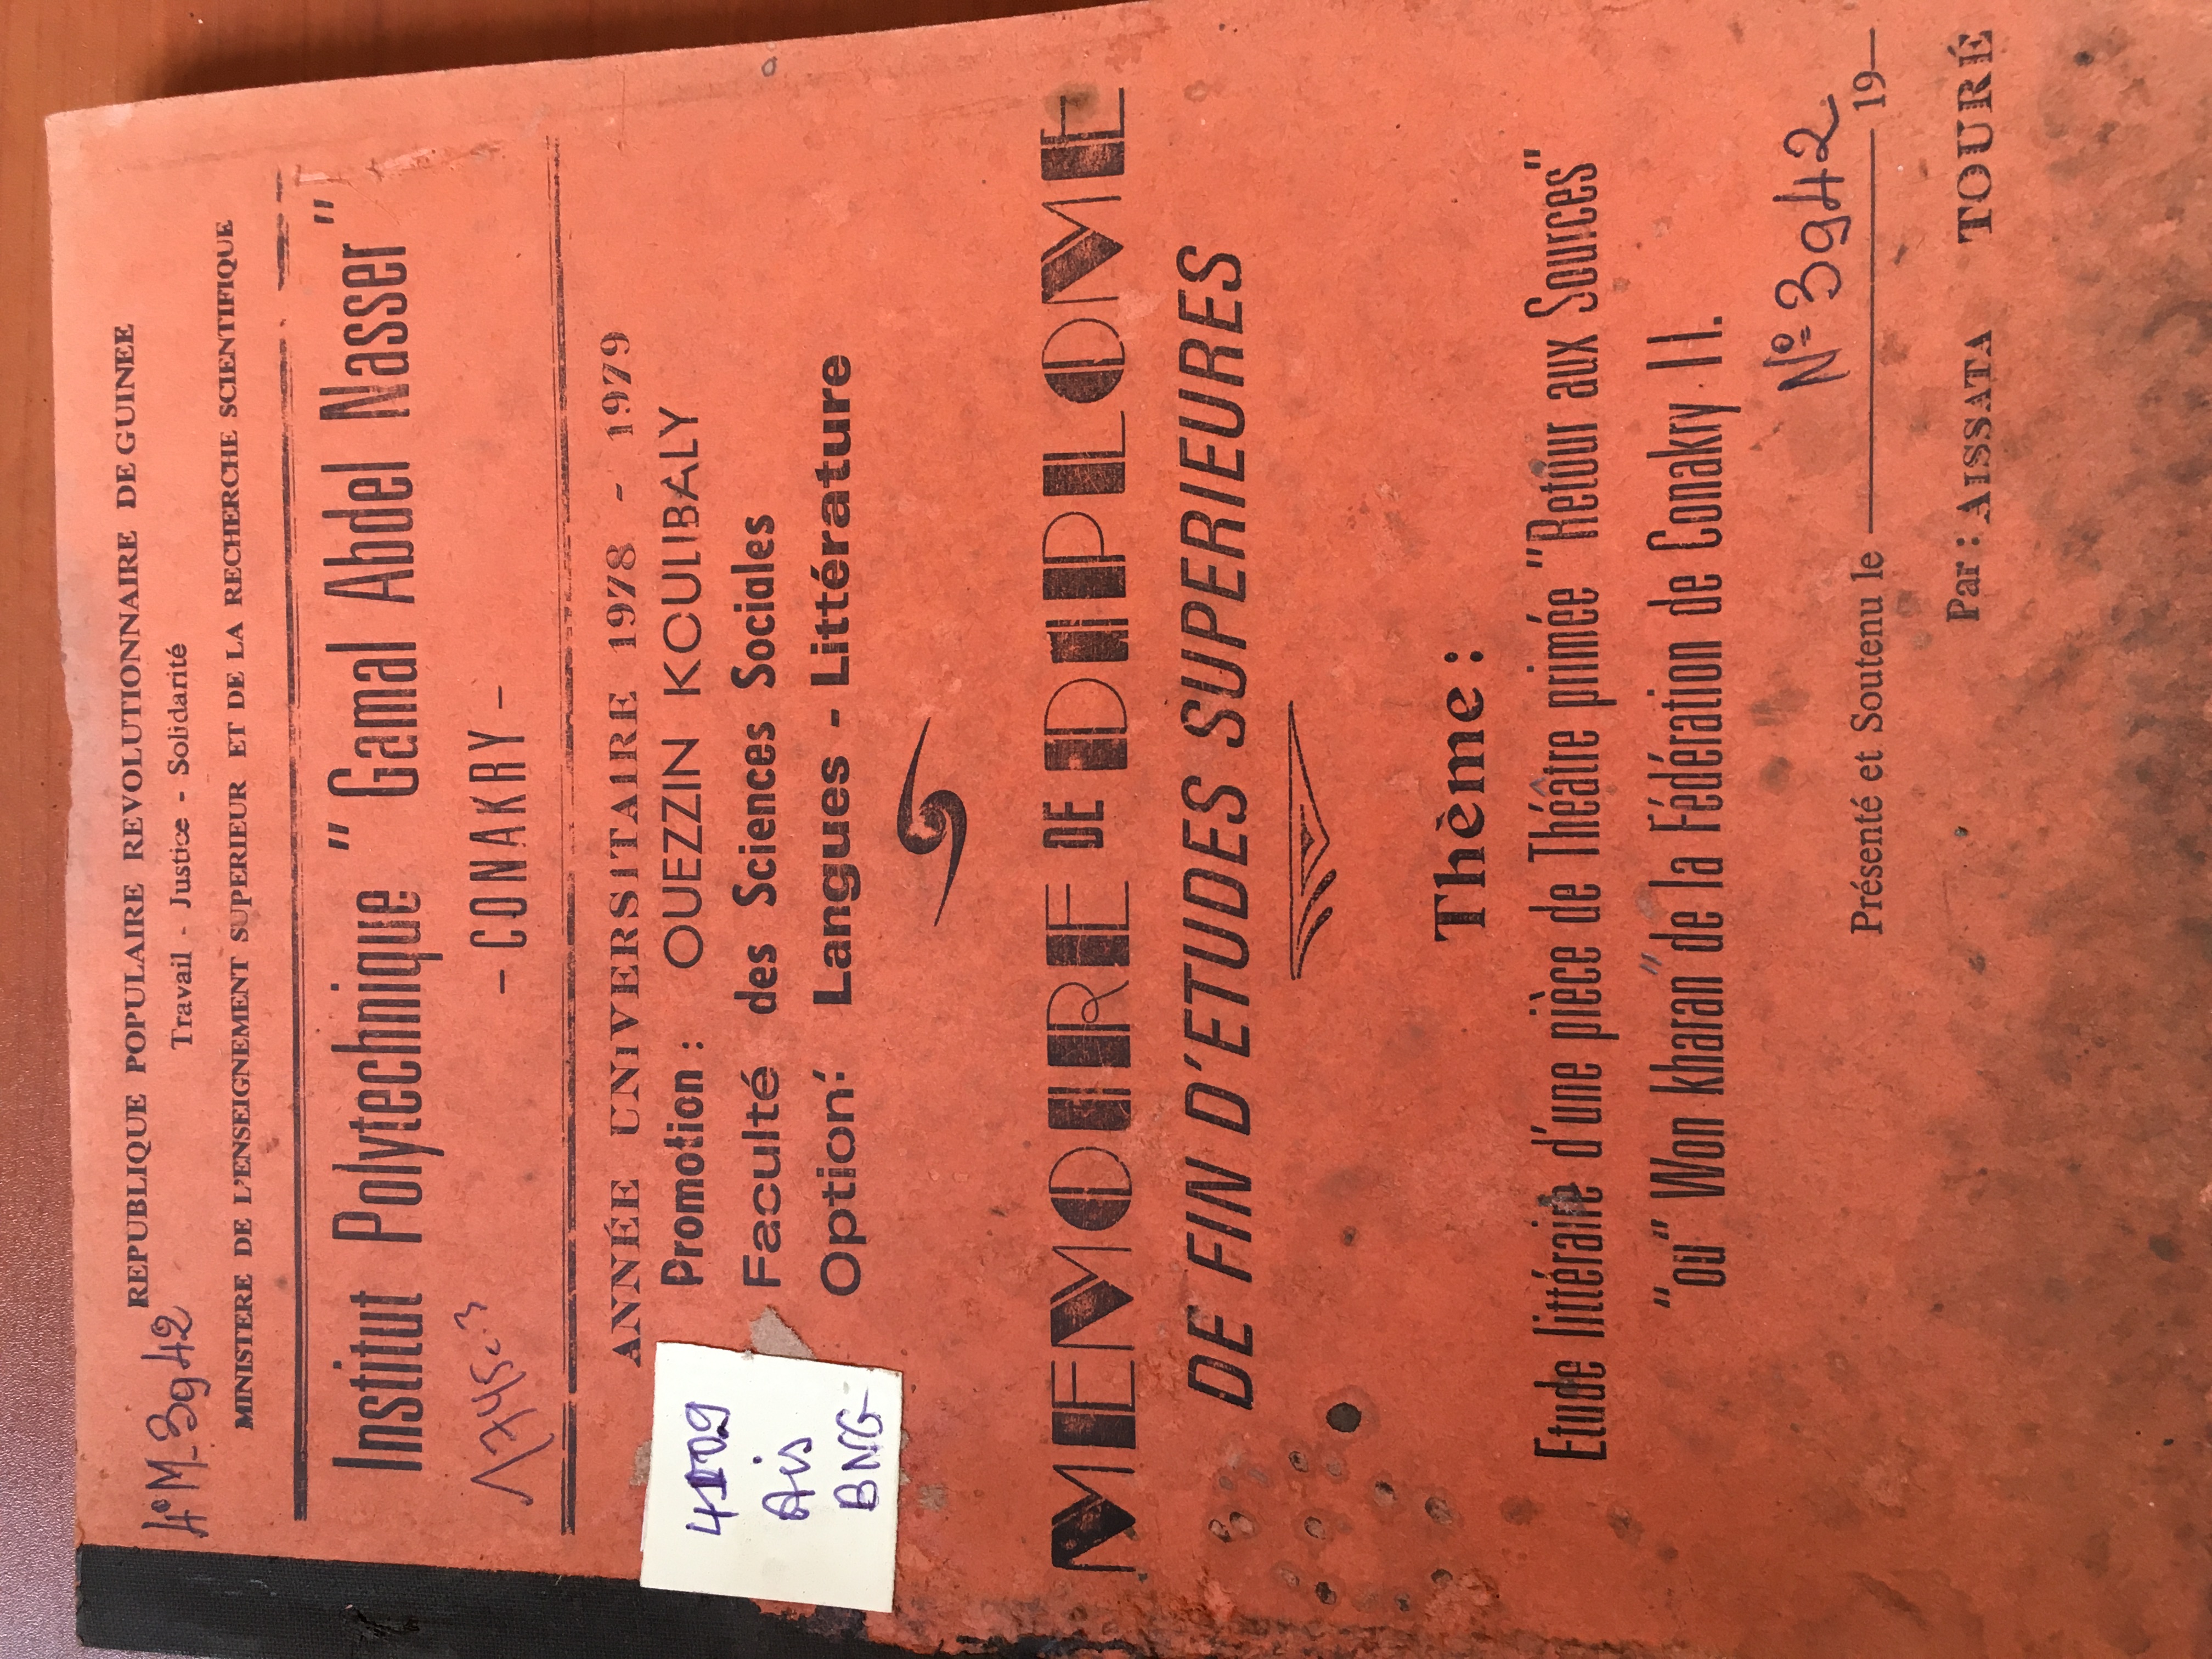 4° M-3942
REPUBLIQUE POPULAIRE REVOLUTIONNAIRE DE GUINEE
Travail - Justice - Solidarité
MINISTERE DE L'ENSEIGNEMENT SUPERIEUR ET DE LA RECHERCHE SCIENTIFIQUE
Institut Polytechnique "Gamal Abdel Nasser"
- CONAKRY -
ANNÉE UNIVERSITAIRE 1978 - 1979
Promotion : OUEZZIN KOULIBALY
Faculté des Sciences Sociales
Option: Langues - Littérature
BNG
MEMOIRE DE DIPLOME
DE FIN D'ETUDES SUPERIEURES
Thème :
Etude littéraire d'une pièce de Théâtre primée "Retour aux Sources"
"ou" Won kharan" de la Fédération de Conakry II.
N° 3942
Présenté et Soutenu le 19
Par : AISSATA TOURÉ